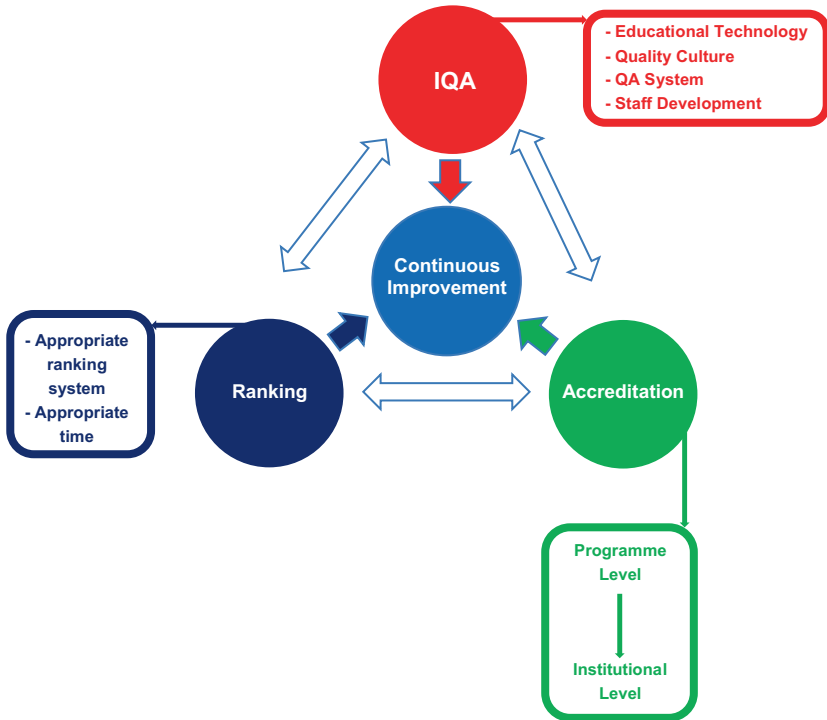 IQA
- Educational Technology
- Quality Culture
- QA System
- Staff Development
Continuous
Improvement
- Appropriate
ranking
system
- Appropriate
time
Ranking
Accreditation
Programme
Level
Institutional
Level